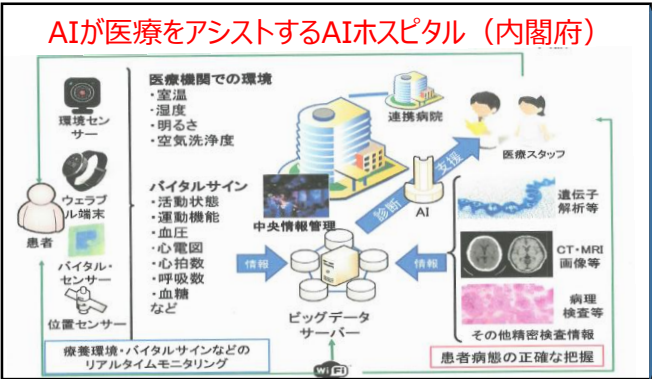 AIが医療をアシストするAIホスピタル（内閣府）
環境セン
サー
ウェラブ
ル端末
患者
バイタル・
センサー
位置センサー
医療機関での環境
・室温
・湿度
・明るさ
・空気洗浄度
バイタルサイン
・活動状態
・運動機能
・血圧
・心電図
・心拍数
・呼吸数
・血糖
など
療養環境・バイタルサインなどの
リアルタイムモニタリング
連携病院
医療スタッフ
中央情報管理
診断
AI
支援
情報
情報
ビッグデータ
サーバー
WiFi
遺伝子
解析等
CT・MRI
画像等
病理
検査等
その他精密検査情報
患者病態の正確な把握